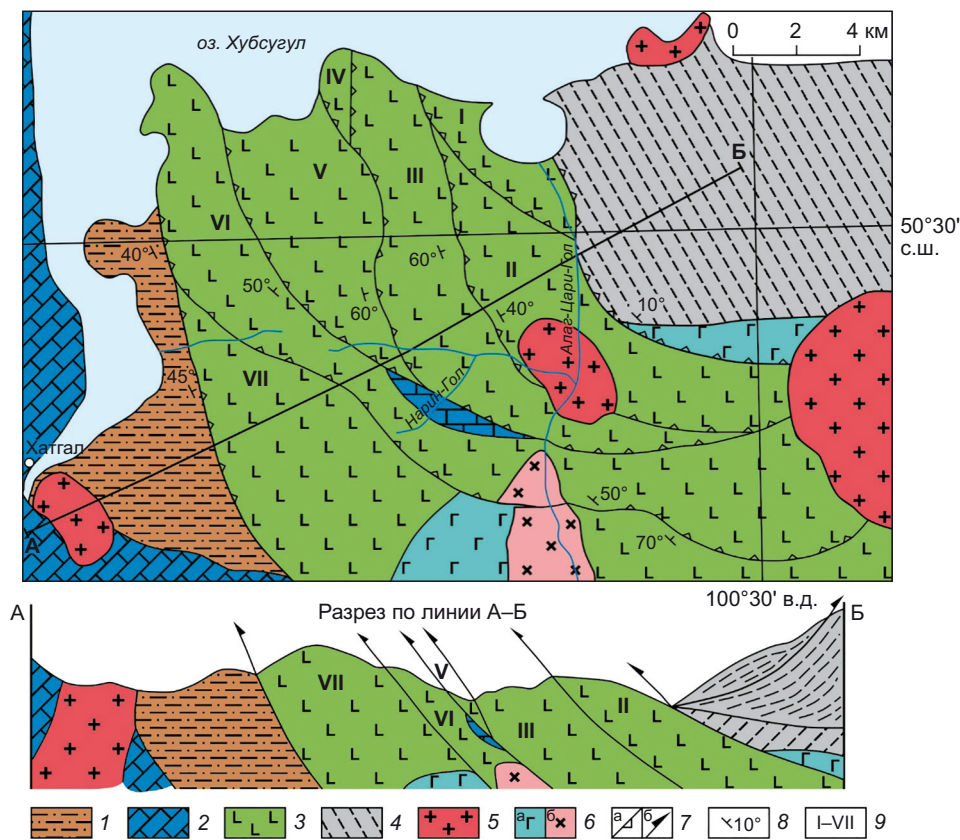 оз. Хубсугул
0 2 4 км
IV
I
Б
V
III
50°30'
с.ш.
VI
40°
60°
II
Алаг-Цари-Гол
50°
10°
60°
40°
45°
VII
Нарин-Гол
Хатгал
50°
А
70°
100°30' в.д.
А Разрез по линии А–Б Б
V
VII
II
VI
III
1 2 3 4 5 а б 6 а б 7 10° 8 I–VII 9